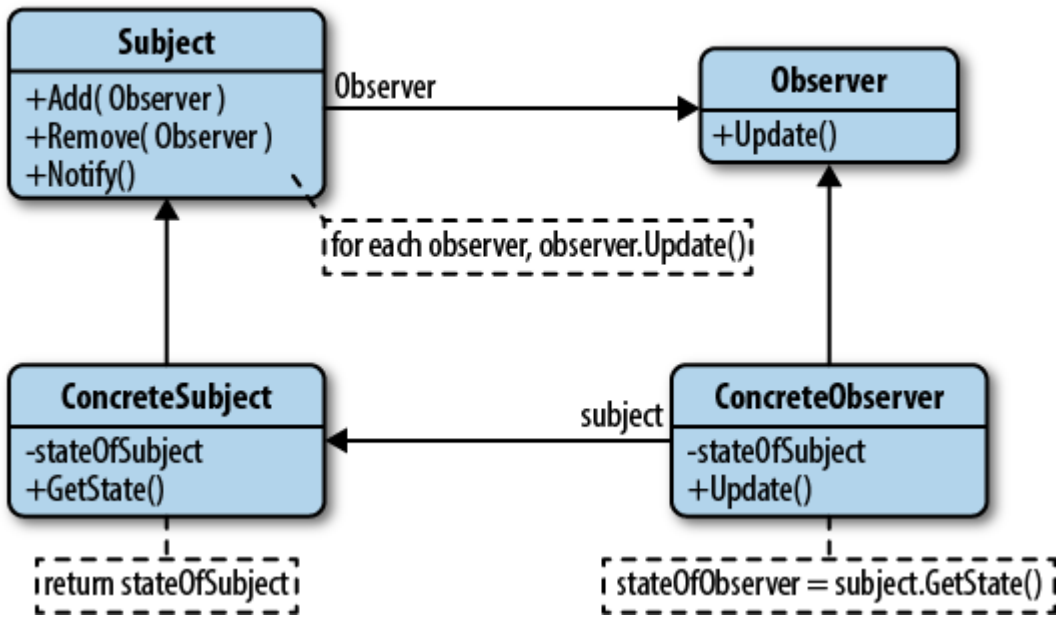 Subject
+Add( Observer )
+Remove( Observer )
+Notify()
Observer
Observer
+Update()
for each observer, observer.Update()
ConcreteSubject
-stateOfSubject
+GetState()
subject
ConcreteObserver
-stateOfSubject
+Update()
return stateOfSubject
stateOfObserver = subject.GetState()